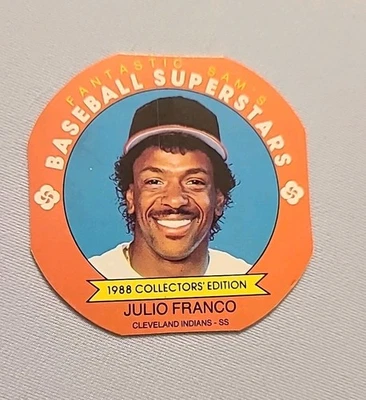 FANTASTIC SAM'S
BASEBALL SUPERSTARS
1988 COLLECTORS' EDITION
JULIO FRANCO
CLEVELAND INDIANS - SS